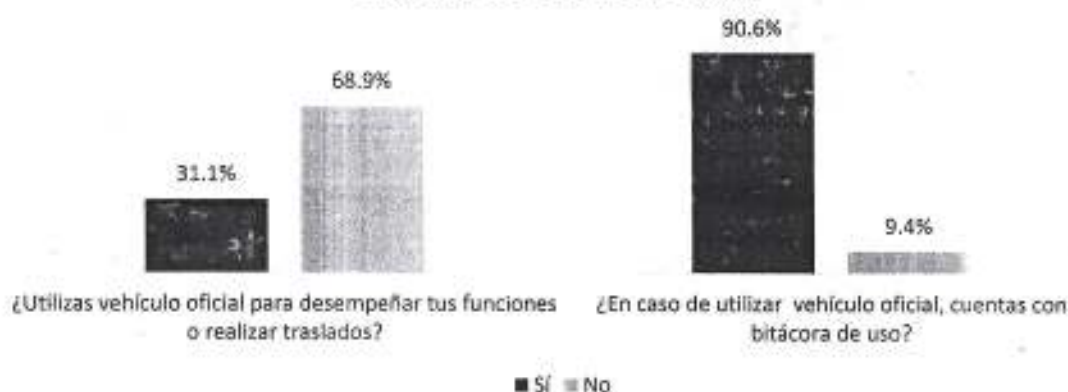 90.6%
68.9%
31.1%
9.4%
¿Utilizas vehículo oficial para desempeñar tus funciones
o realizar traslados?
¿En caso de utilizar vehículo oficial, cuentas con
bitácora de uso?
Sí No